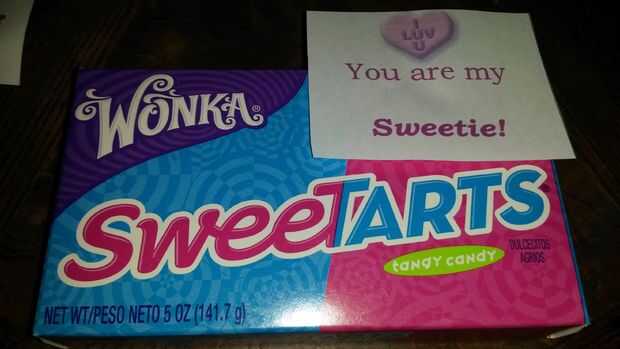 I
LUV
U
You are my
Sweetie!
WONKA®
SWEETARTS
tangy candy
DULCECITOS
AGRIOS
NET WT/PESO NETO 5 OZ (141.7 g)